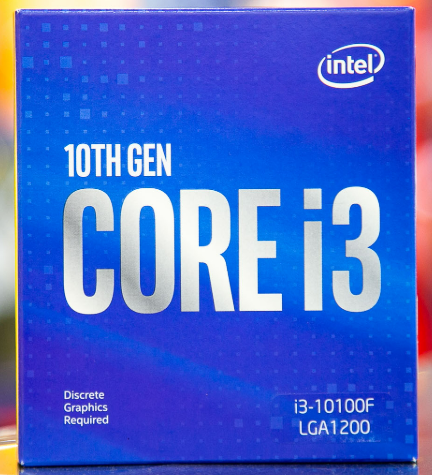 intel
10TH GEN
CORE i3
Discrete
Graphics
Required
i3-10100F
LGA1200